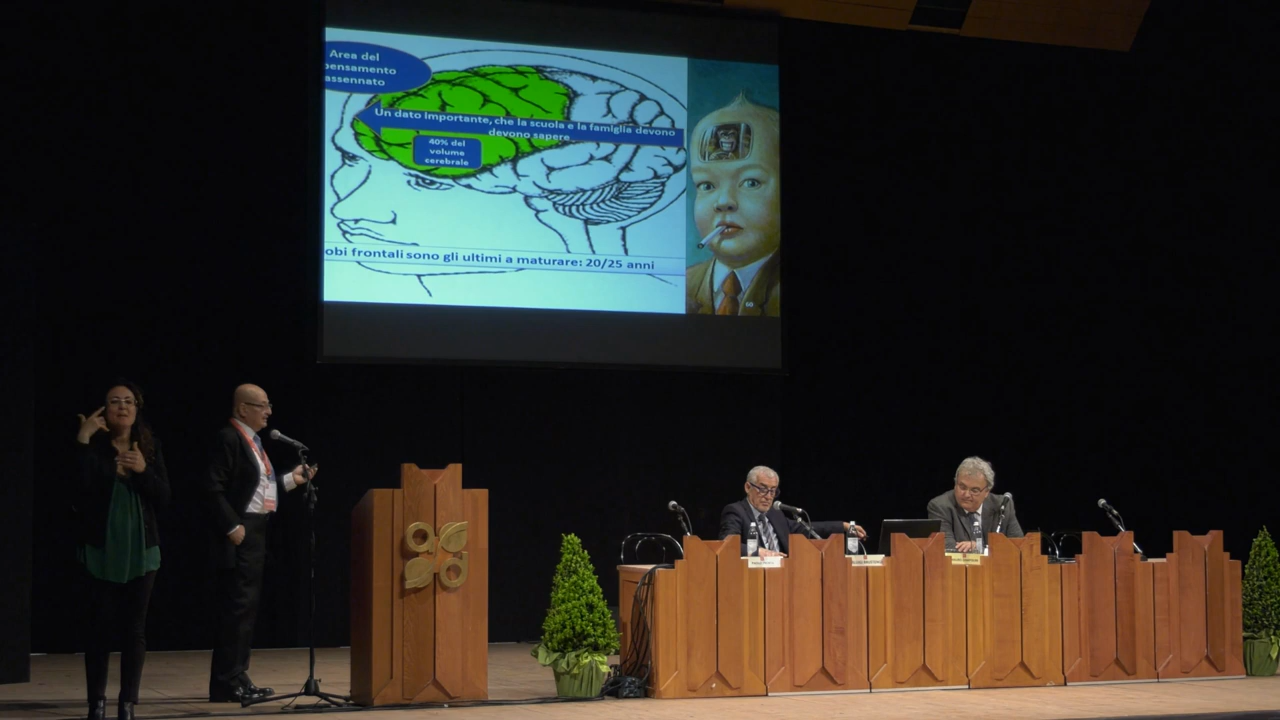 Area del
pensamento
assennato
Un dato importante, che la scuola e la famiglia devono
devono sapere
40% del
volume
cerebrale
obi frontali sono gli ultimi a maturare: 20/25 anni